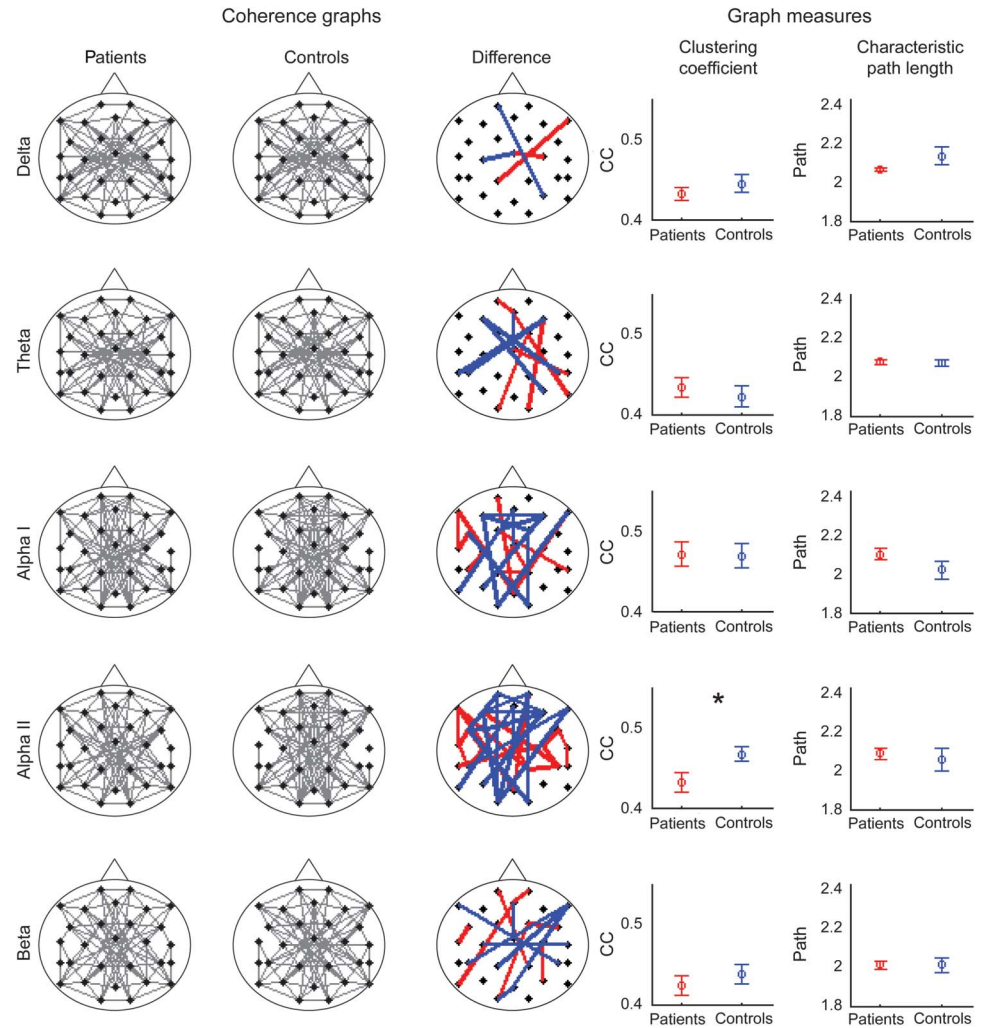 Coherence graphs
Graph measures
Patients
Controls
Difference
Clustering
coefficient
Characteristic
path length
Delta
CC
0.5
0.4
Patients Controls
Path
2.4
2.2
2
1.8
Patients Controls
Theta
CC
0.5
0.4
Patients Controls
Path
2.4
2.2
2
1.8
Patients Controls
Alpha I
CC
0.5
0.4
Patients Controls
Path
2.4
2.2
2
1.8
Patients Controls
Alpha II
CC
0.5
0.4
*
Patients Controls
Path
2.4
2.2
2
1.8
Patients Controls
Beta
CC
0.5
0.4
Patients Controls
Path
2.4
2.2
2
1.8
Patients Controls